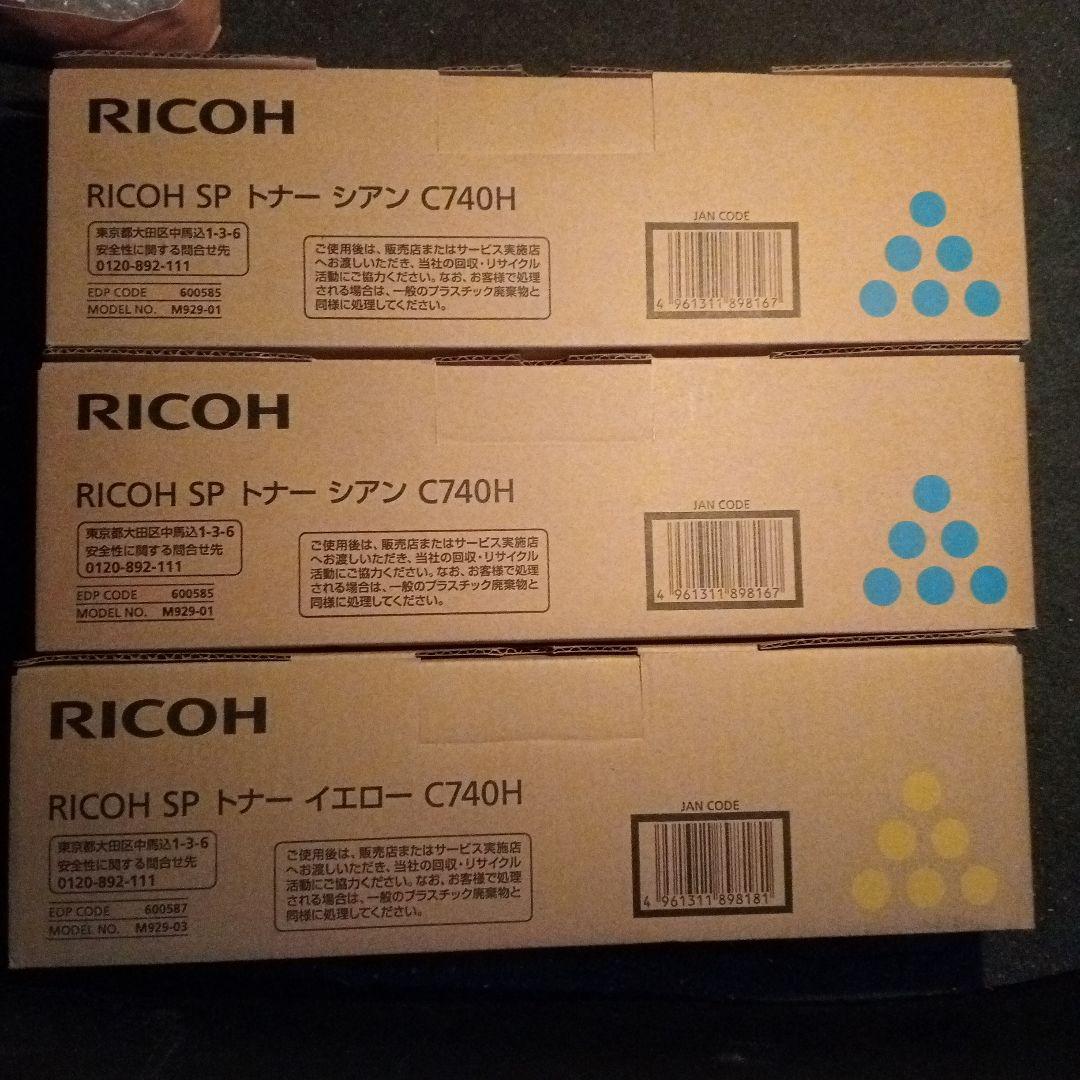 RICOH
RICOH SP トナー シアン C740H
東京都大田区中馬込1-3-6
安全性に関する問合せ先
0120-892-111
EDP CODE 600585
MODEL NO. M929-01
ご使用後は、販売店またはサービス実施店
へお渡しいただき、当社の回収・リサイクル
活動にご協力ください。なお、お客様で処理
される場合は、一般のプラスチック廃棄物と
同様に処理してください。
JAN CODE
4 961311 898167
RICOH
RICOH SP トナー シアン C740H
東京都大田区中馬込1-3-6
安全性に関する問合せ先
0120-892-111
EDP CODE 600585
MODEL NO. M929-01
ご使用後は、販売店またはサービス実施店
へお渡しいただき、当社の回収・リサイクル
活動にご協力ください。なお、お客様で処理
される場合は、一般のプラスチック廃棄物と
同様に処理してください。
JAN CODE
4 961311 898167
RICOH
RICOH SP トナー イエロー C740H
東京都大田区中馬込1-3-6
安全性に関する問合せ先
0120-892-111
EDP CODE 600587
MODEL NO. M929-03
ご使用後は、販売店またはサービス実施店
へお渡しいただき、当社の回収・リサイクル
活動にご協力ください。なお、お客様で処理
される場合は、一般のプラスチック廃棄物と
同様に処理してください。
JAN CODE
4 961311 898181